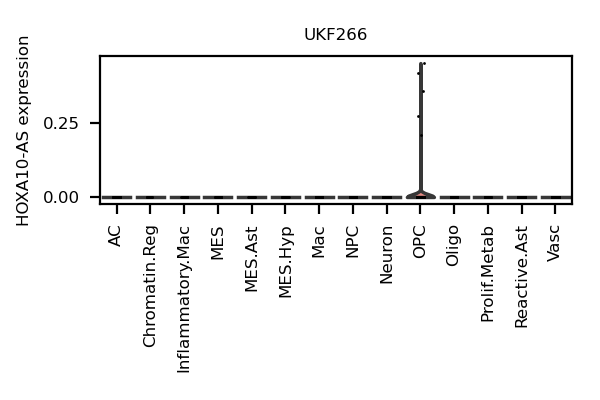 UKF266
HOXA10-AS expression
0.25
0.00
AC
Chromatin.Reg
Inflammatory.Mac
MES
MES.Ast
MES.Hyp
Mac
NPC
Neuron
OPC
Oligo
Prolif.Metab
Reactive.Ast
Vasc